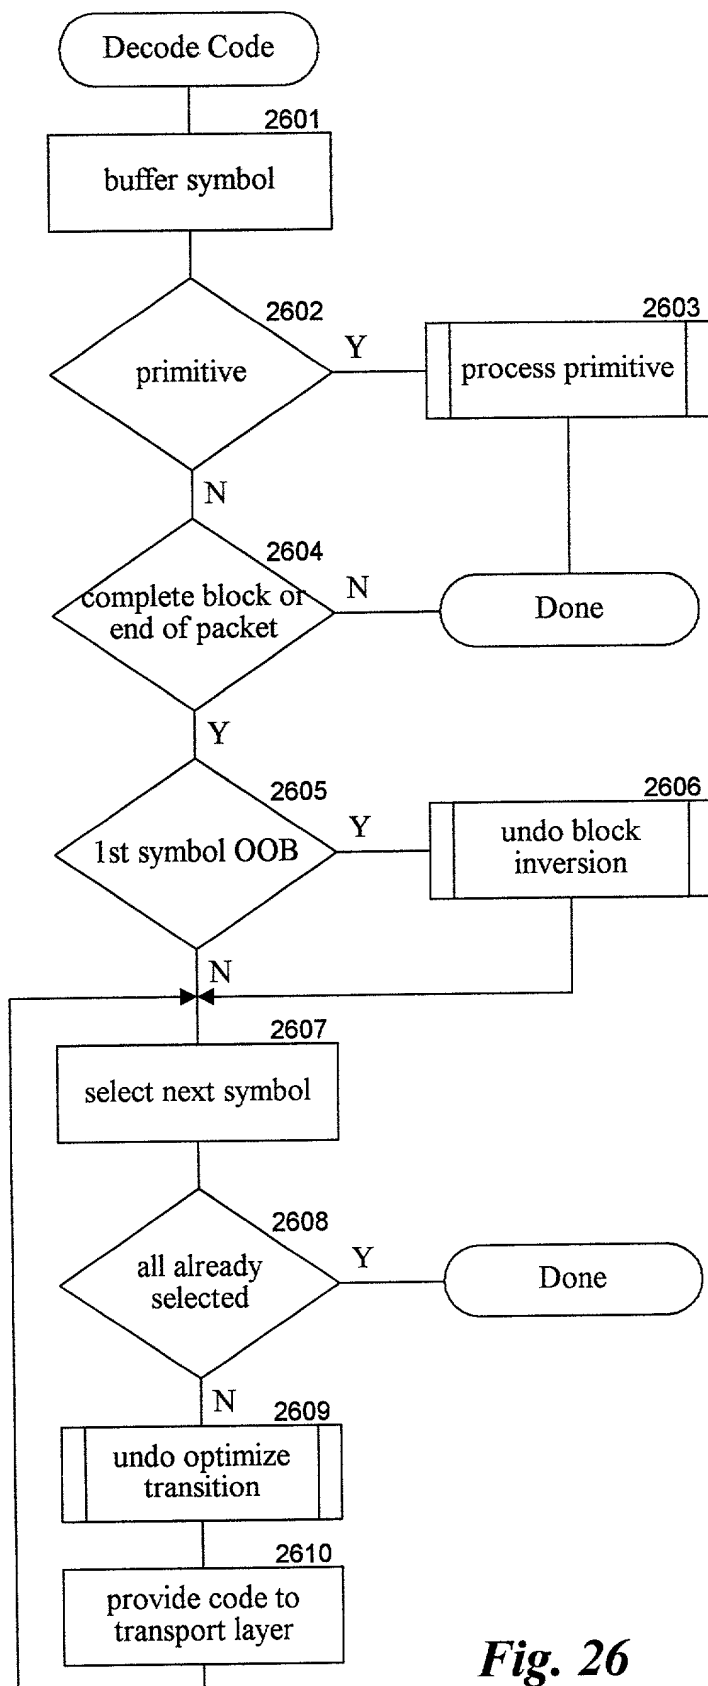 Decode Code
2601
buffer symbol
2602
primitive
Y
2603
process primitive
N
2604
complete block or
end of packet
N
Done
Y
2605
1st symbol OOB
Y
2606
undo block
inversion
N
2607
select next symbol
2608
all already
selected
Y
Done
N
2609
undo optimize
transition
2610
provide code to
transport layer
Fig. 26